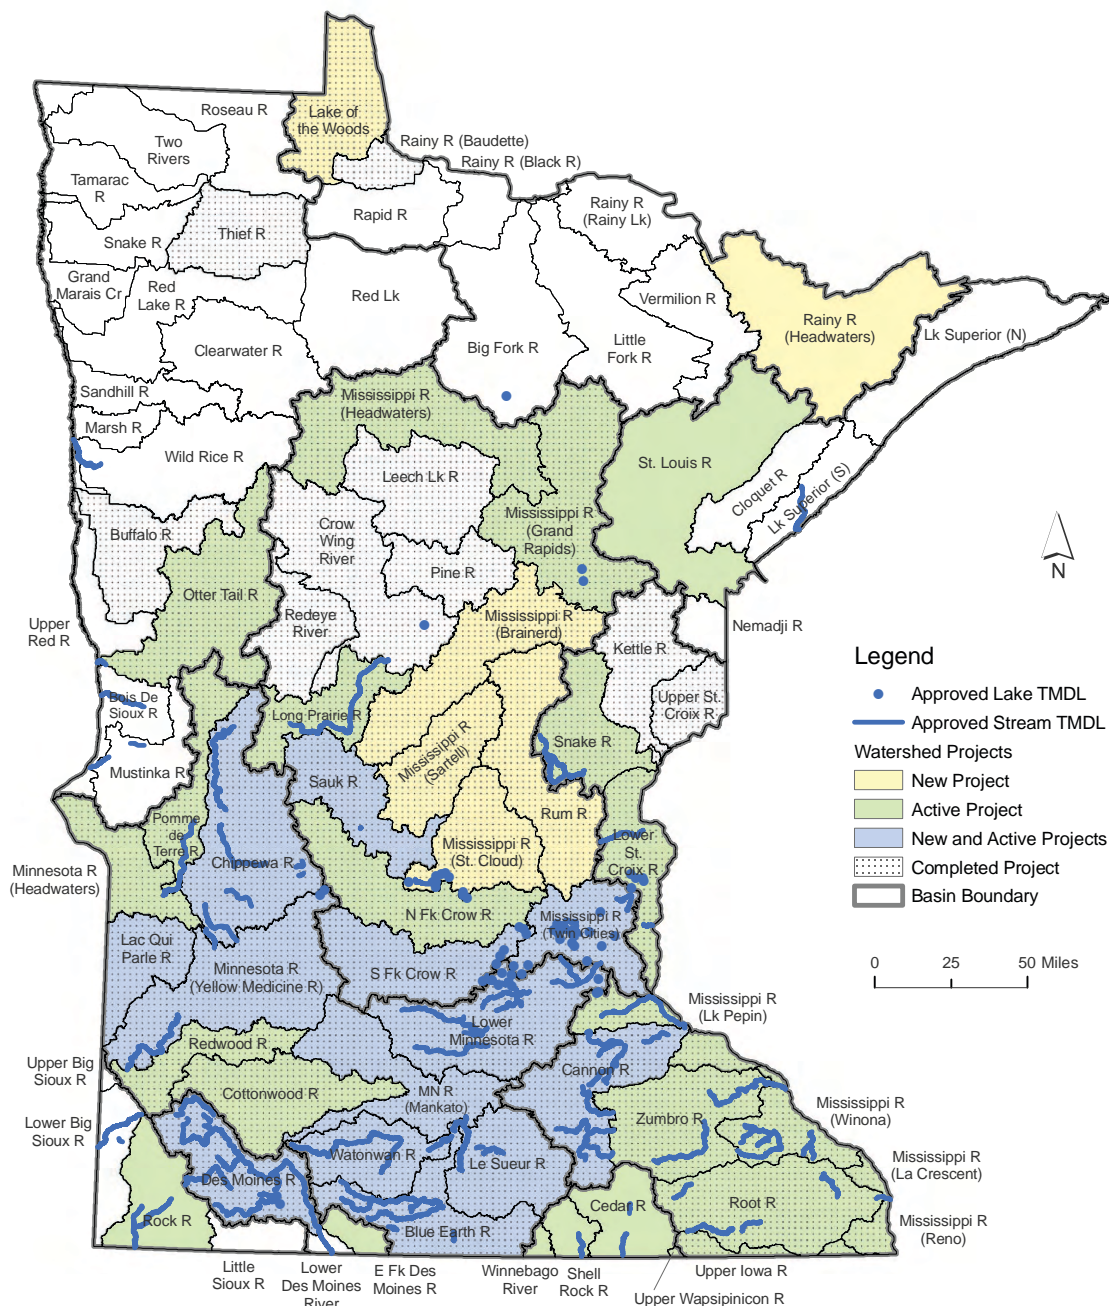 Roseau R
Lake of
the Woods
Two
Rivers
Rainy R (Baudette)
Rainy R (Black R)
Tamarac
R
Rapid R
Rainy R
(Rainy Lk)
Snake R
Thief R
Grand
Marais Cr
Red
Lake R
Red Lk
Vermilion R
Rainy R
(Headwaters)
Lk Superior (N)
Clearwater R
Big Fork R
Little
Fork R
Sandhill R
Mississippi R
(Headwaters)
Marsh R
Wild Rice R
St. Louis R
Leech Lk R
Cloquet R
Lk Superior (S)
Buffalo R
Crow
Wing
River
Mississippi R
(Grand
Rapids)
Pine R
N
Otter Tail R
Upper
Red R
Redeye
River
Mississippi R
(Brainerd)
Nemadji R
Kettle R
Bois De
Sioux R
Long Prairie R
Upper St.
Croix R
Mississippi R
(Sartell)
Snake R
Mustinka R
Sauk R
Rum R
Pomme
de
Terre R
Mississippi R
(St. Cloud)
Lower
St.
Croix R
Minnesota R
(Headwaters)
Chippewa R
N Fk Crow R
Mississippi R
(Twin Cities)
Lac Qui
Parle R
Minnesota R
(Yellow Medicine R)
S Fk Crow R
Mississippi R
(Lk Pepin)
Lower
Minnesota R
Redwood R
Upper Big
Sioux R
Cannon R
Cottonwood R
MN R
(Mankato)
Lower Big
Sioux R
Zumbro R
Mississippi R
(Winona)
Watonwan R
Le Sueur R
Mississippi R
(La Crescent)
Des Moines R
Rock R
Cedar R
Root R
Blue Earth R
Mississippi R
(Reno)
Little
Sioux R
Lower
Des Moines
River
E Fk Des
Moines R
Winnebago
River
Shell
Rock R
Upper Iowa R
Upper Wapsipinicon R
Legend
Approved Lake TMDL
Approved Stream TMDL
Watershed Projects
New Project
Active Project
New and Active Projects
Completed Project
Basin Boundary
0 25 50 Miles